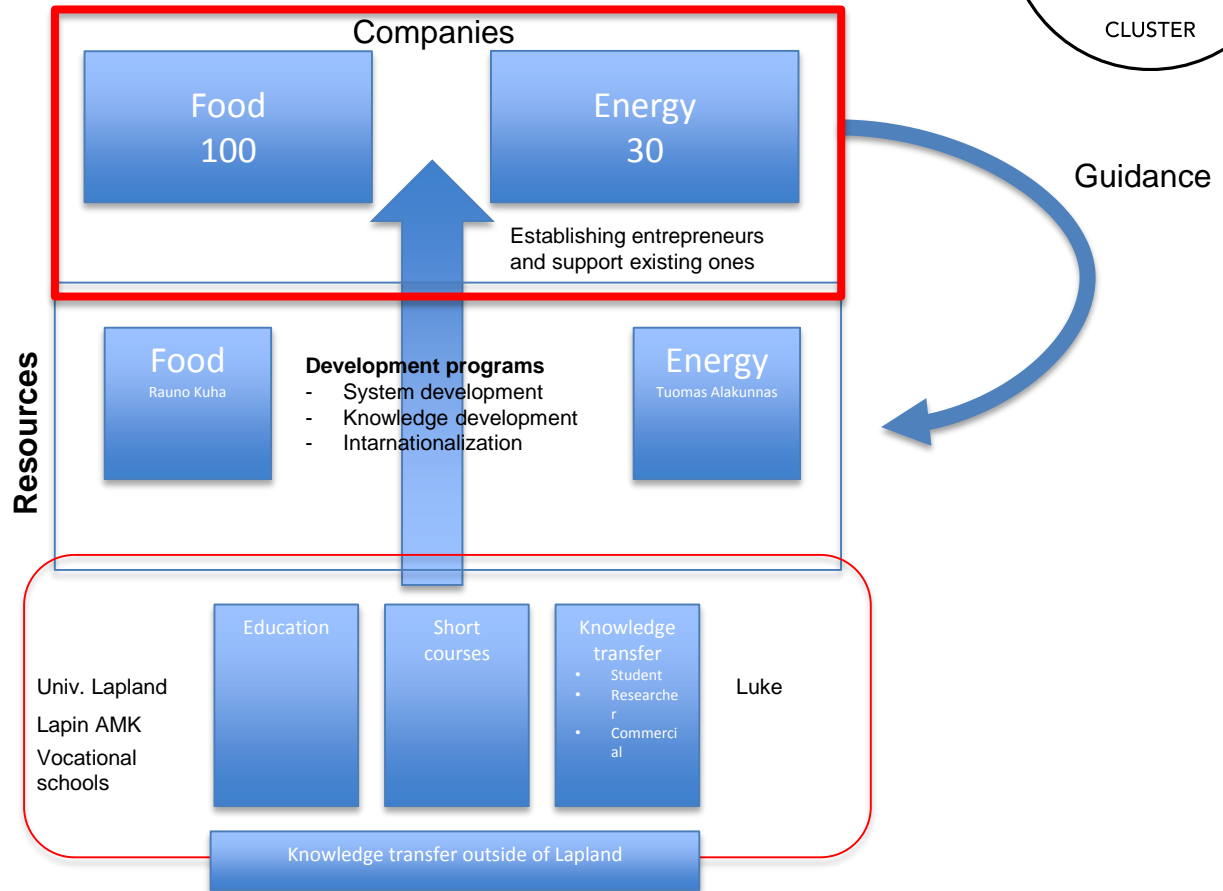 CLUSTER
Companies
Food
100
Energy
30
Guidance
Establishing entrepreneurs
and support existing ones
Resources
Food
Rauno Kuha
Development programs
- System development
- Knowledge development
- Intarnationalization
Energy
Tuomas Alakunnas
Education
Short
courses
Knowledge
transfer
• Student
• Researche
r
• Commerci
al
Univ. Lapland
Lapin AMK
Vocational
schools
Luke
Knowledge transfer outside of Lapland